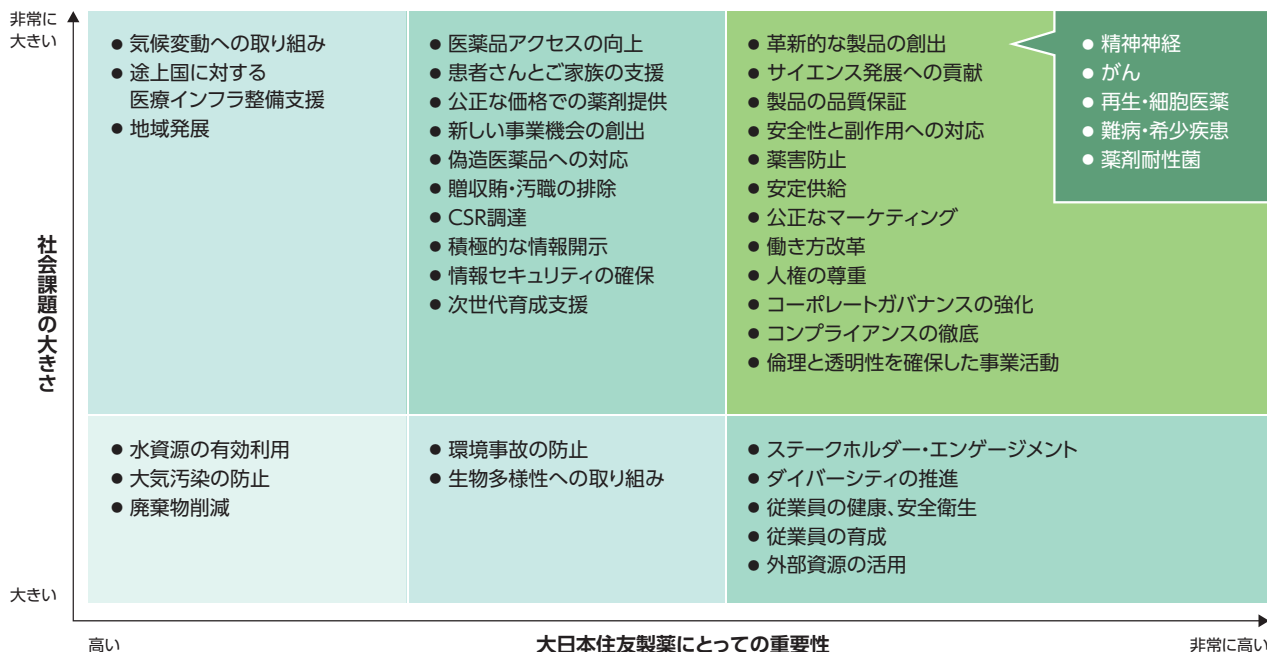 非常に
大きい
● 気候変動への取り組み
● 途上国に対する
医療インフラ整備支援
● 地域発展
● 医薬品アクセスの向上
● 患者さんとご家族の支援
● 公正な価格での薬剤提供
● 新しい事業機会の創出
● 偽造医薬品への対応
● 贈収賄・汚職の排除
● CSR調達
● 積極的な情報開示
● 情報セキュリティの確保
● 次世代育成支援
● 革新的な製品の創出
● サイエンス発展への貢献
● 製品の品質保証
● 安全性と副作用への対応
● 薬害防止
● 安定供給
● 公正なマーケティング
● 働き方改革
● 人権の尊重
● コーポレートガバナンスの強化
● コンプライアンスの徹底
● 倫理と透明性を確保した事業活動
● 精神神経
● がん
● 再生・細胞医薬
● 難病・希少疾患
● 薬剤耐性菌
社会課題の大きさ
● 水資源の有効利用
● 大気汚染の防止
● 廃棄物削減
● 環境事故の防止
● 生物多様性への取り組み
● ステークホルダー・エンゲージメント
● ダイバーシティの推進
● 従業員の健康、安全衛生
● 従業員の育成
● 外部資源の活用
大きい
高い
大日本住友製薬にとっての重要性
非常に高い